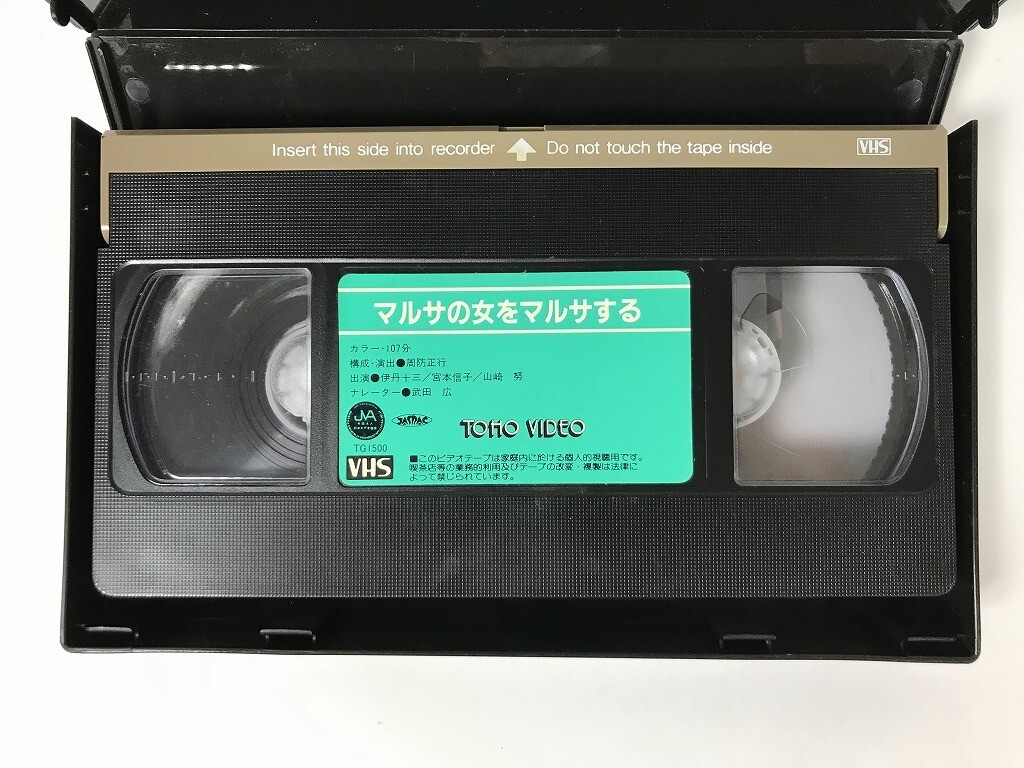 Insert this side into recorder Do not touch the tape inside VHS
マルサの女をマルサする
カラー・107分
構成・演出●周防正行
出演●伊丹十三／宮本信子／山崎 努
ナレーター●武田 広
JVA JASRAC TOHO VIDEO
TG1500
VHS
■このビデオテープは家庭内に於ける個人的視聴用です。
喫茶店等の業務的利用及びテープの改変・複製は法律に
よって禁じられています。